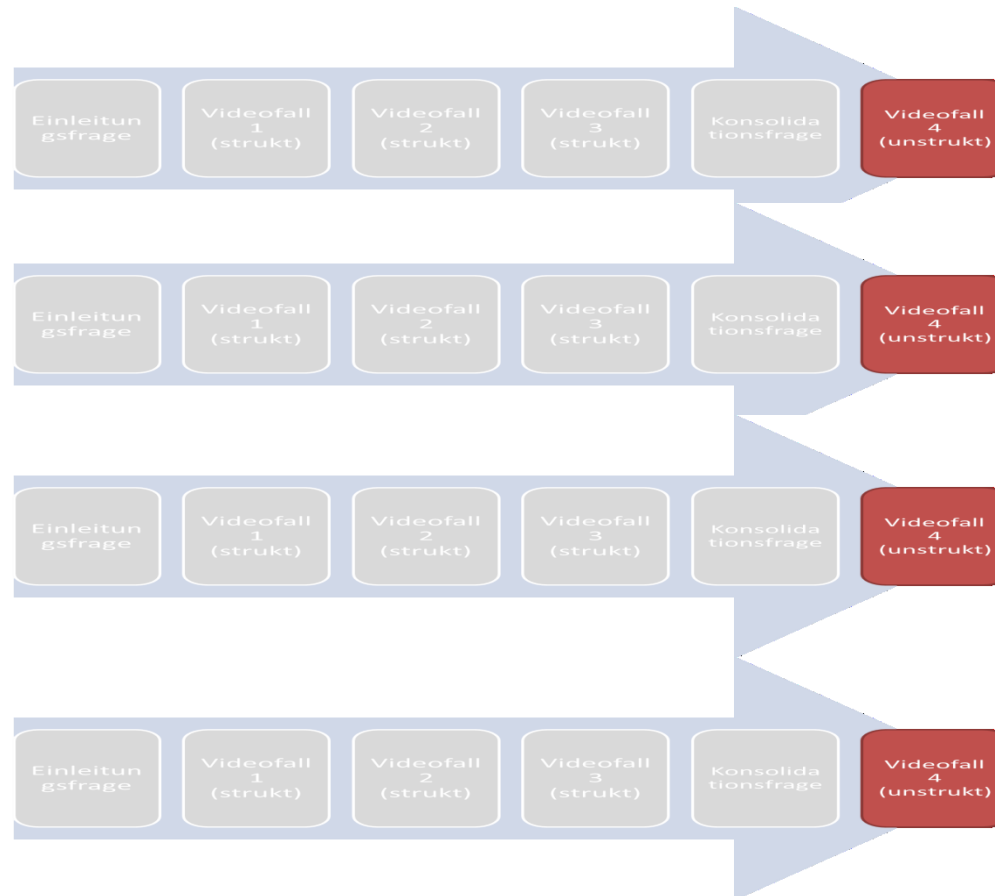 Einleitun
gsfrage
Videofall
1
(strukt)
Videofall
2
(strukt)
Videofall
3
(strukt)
Konsolida
tionsfrage
Videofall
4
(unstrukt)
Einleitun
gsfrage
Videofall
1
(strukt)
Videofall
2
(strukt)
Videofall
3
(strukt)
Konsolida
tionsfrage
Videofall
4
(unstrukt)
Einleitun
gsfrage
Videofall
1
(strukt)
Videofall
2
(strukt)
Videofall
3
(strukt)
Konsolida
tionsfrage
Videofall
4
(unstrukt)
Einleitun
gsfrage
Videofall
1
(strukt)
Videofall
2
(strukt)
Videofall
3
(strukt)
Konsolida
tionsfrage
Videofall
4
(unstrukt)